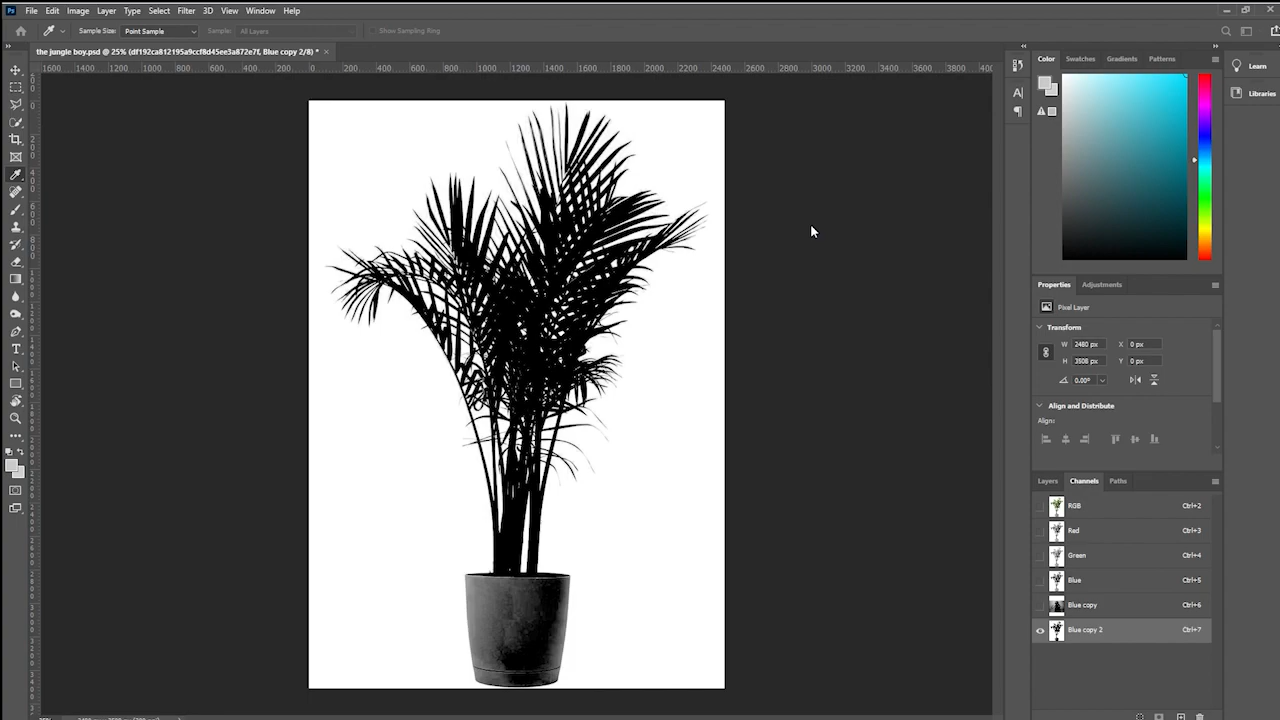 Ps File Edit Image Layer Type Select Filter 3D View Window Help
Sample Size: Point Sample Sample: All Layers Show Sampling Ring
the jungle boy.psd @ 25% (df192ca812195a9ccf8d45ee3a872e7f, Blue copy 2/8) *
1600 1400 1200 1000 800 600 400 200 0 200 400 600 800 1000 1200 1400 1600 1800 2000 2200 2400 2600 2800 3000 3200 3400 3600 3800
Color Swatches Gradients Patterns
Learn
Libraries
Properties Adjustments
Pixel Layer
Transform
W 2480 px X 0 px
H 3508 px Y 0 px
0.00°
Align and Distribute
Align:
Layers Channels Paths
RGB Ctrl+2
Red Ctrl+3
Green Ctrl+4
Blue Ctrl+5
Blue copy Ctrl+6
Blue copy 2 Ctrl+7